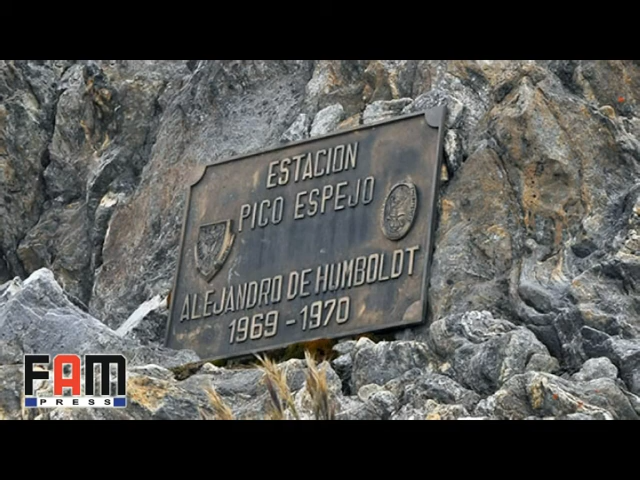 ESTACION
PICO ESPEJO
ALEJANDRO DE HUMBOLDT
1969 - 1970
FAM
PRESS